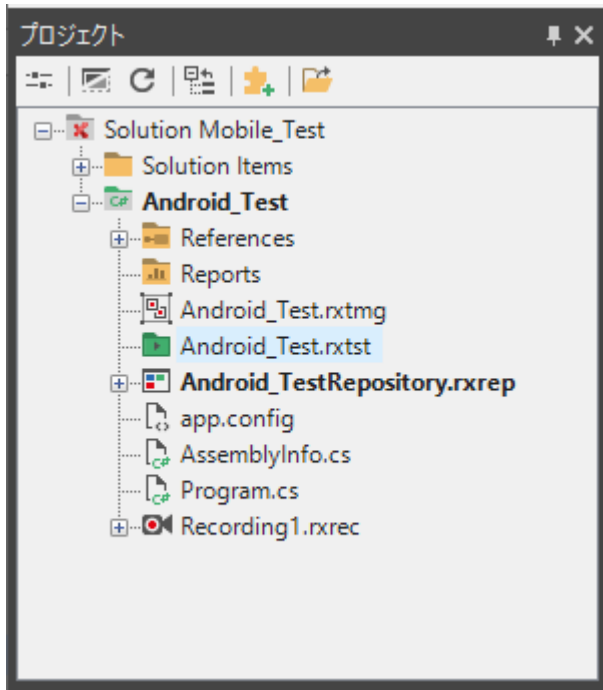 プロジェクト
Solution Mobile_Test
Solution Items
Android_Test
References
Reports
Android_Test.rxtmg
Android_Test.rxtst
Android_TestRepository.rxrep
app.config
AssemblyInfo.cs
Program.cs
Recording1.rxrec